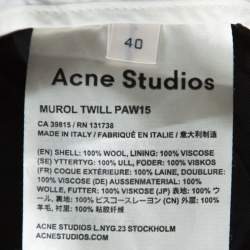 40
Acne Studios
MUROL TWILL PAW15
CA 39815 / RN 131738
MADE IN ITALY / FABRIQUÉ EN ITALIE / 意大利制造
(EN) SHELL: 100% WOOL, LINING: 100% VISCOSE
(SE) YTTERTYG: 100% ULL, FODER: 100% VISKOS
(FR) COQUE EXTÉRIEURE: 100% LAINE, DOUBLURE:
100% VISCOSE (DE) AUSSENMATERIAL: 100%
WOLLE, FUTTER: 100% VISKOSE (JP) 表地: 100% ウ
ール, 裏地: 100% ビスコースレーヨン (CN) 外層: 100%
羊毛, 里料: 100% 粘胶纤维
ACNE STUDIOS L.NYG.23 STOCKHOLM
ACNESTUDIOS.COM